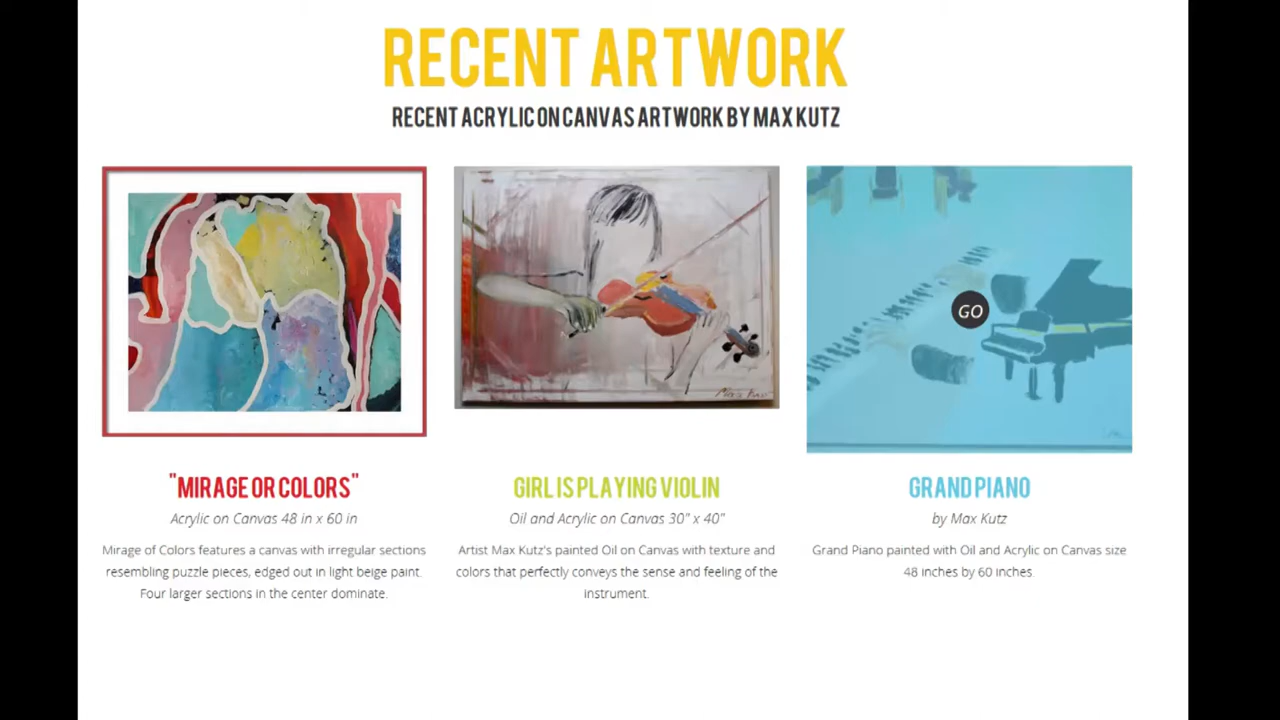 RECENT ARTWORK
RECENT ACRYLIC ON CANVAS ARTWORK BY MAX KUTZ
GO
"MIRAGE OR COLORS"
Acrylic on Canvas 48 in x 60 in
Mirage of Colors features a canvas with irregular sections
resembling puzzle pieces, edged out in light beige paint.
Four larger sections in the center dominate.
GIRL IS PLAYING VIOLIN
Oil and Acrylic on Canvas 30" x 40"
Artist Max Kutz's painted Oil on Canvas with texture and
colors that perfectly conveys the sense and feeling of the
instrument.
GRAND PIANO
by Max Kutz
Grand Piano painted with Oil and Acrylic on Canvas size
48 inches by 60 inches.